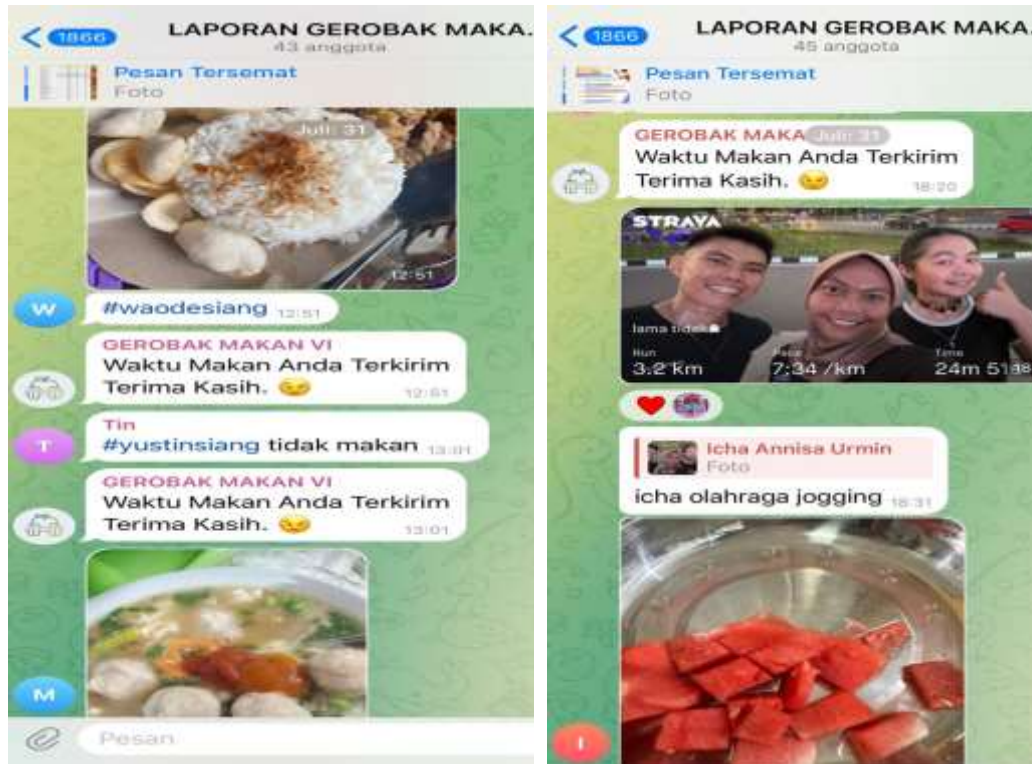 1866
LAPORAN GEROBAK MAKA.
43 anggota
Pesan Tersemat
Foto
Juli 31
12:51
W
#waodesiang 12:51
GEROBAK MAKAN VI
Waktu Makan Anda Terkirim
Terima Kasih. 😉
12:51
Tin
T
#yustinsiang tidak makan 13:01
GEROBAK MAKAN VI
Waktu Makan Anda Terkirim
Terima Kasih. 😉
13:01
M
Pesan
1866
LAPORAN GEROBAK MAKA.
45 anggota
Pesan Tersemat
Foto
GEROBAK MAKA Juli 31
Waktu Makan Anda Terkirim
Terima Kasih. 😉
18:20
STRAVA
lama tidak
Run
Pace
Time
3.2 km
7:34 /km
24m 51
Icha Annisa Urmin
Foto
icha olahraga jogging 18:31
I